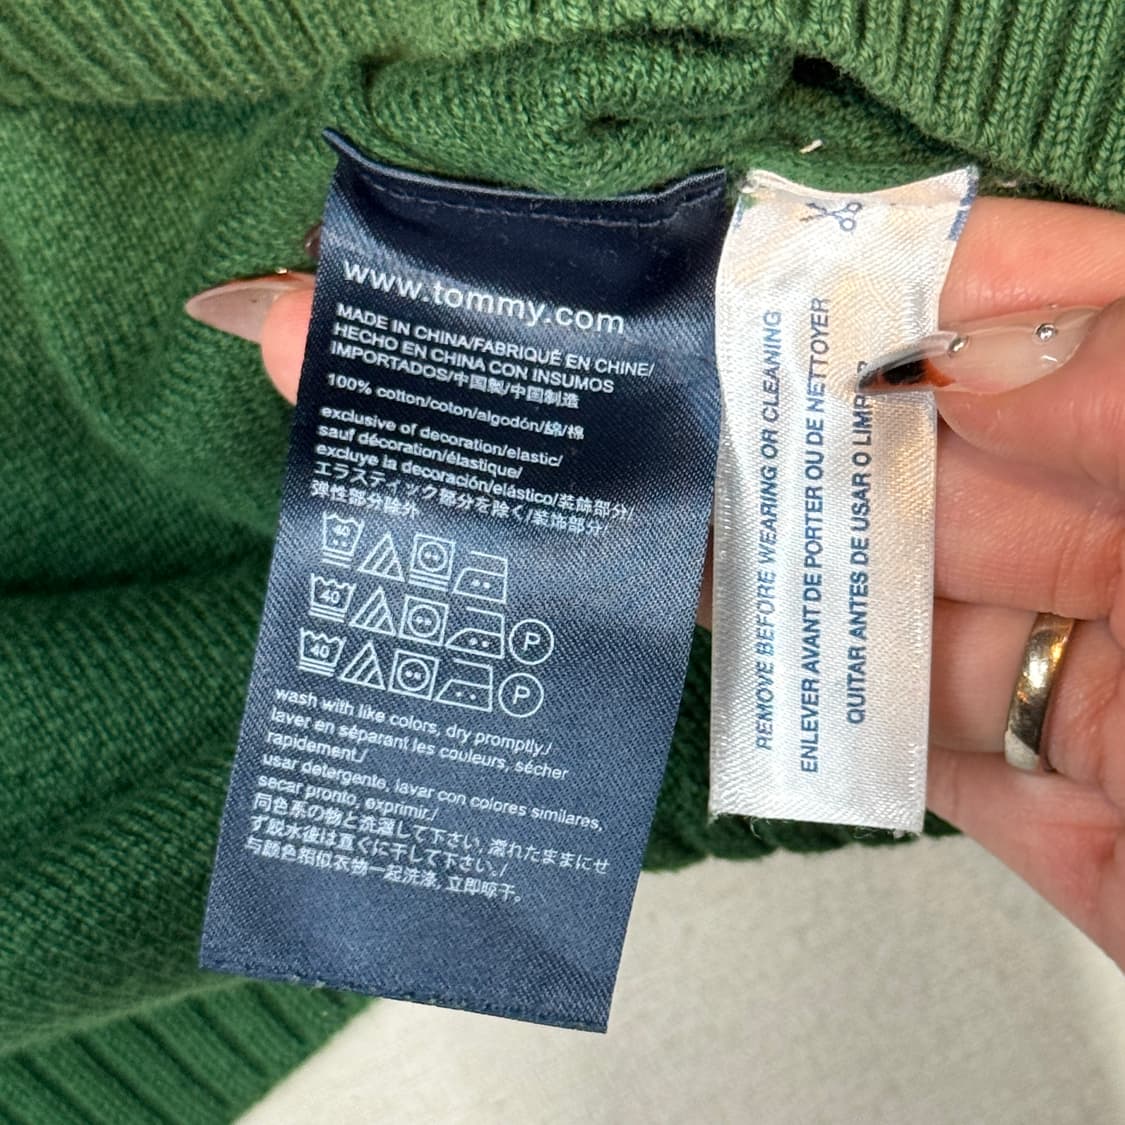 www.tommy.com
MADE IN CHINA/FABRIQUÉ EN CHINE/
HECHO EN CHINA CON INSUMOS
IMPORTADOS/中国製/中国制造
100% cotton/coton/algodón/綿/棉
exclusive of decoration/elastic/
sauf décoration/élastique/
excluye la decoración/elástico/装飾部分/
エラスティック部分を除く/装饰部分/
弹性部分除外
40
40
P
40
P
wash with like colors, dry promptly./
laver en séparant les couleurs, sécher
rapidement./
usar detergente, lavar con colores similares,
secar pronto, exprimir./
同色系の物と洗濯して下さい, 濡れたままにせ
ず脱水後は直ぐに干して下さい。/
与颜色相似衣物一起洗涤, 立即晾干。
REMOVE BEFORE WEARING OR CLEANING
ENLEVER AVANT DE PORTER OU DE NETTOYER
QUITAR ANTES DE USAR O